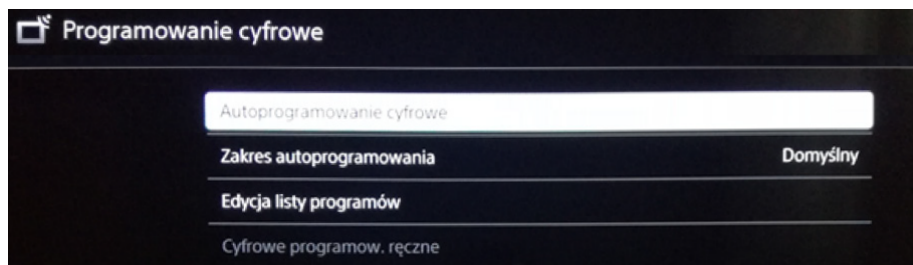 Programowanie cyfrowe
Autoprogramowanie cyfrowe
Zakres autoprogramowania Domyślny
Edycja listy programów
Cyfrowe programow. ręczne